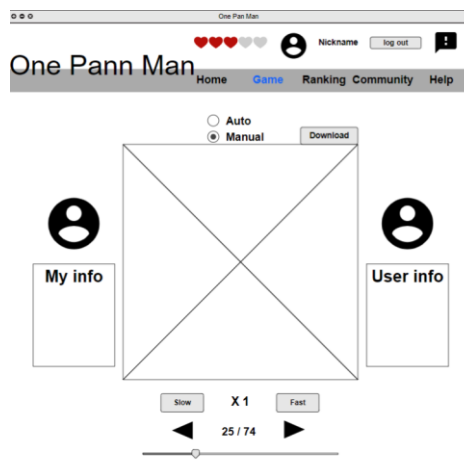 One Pan Man
Nickname
log out
One Pann Man
Home Game Ranking Community Help
Auto
Manual
Download
My info
User info
Slow X 1 Fast
25 / 74